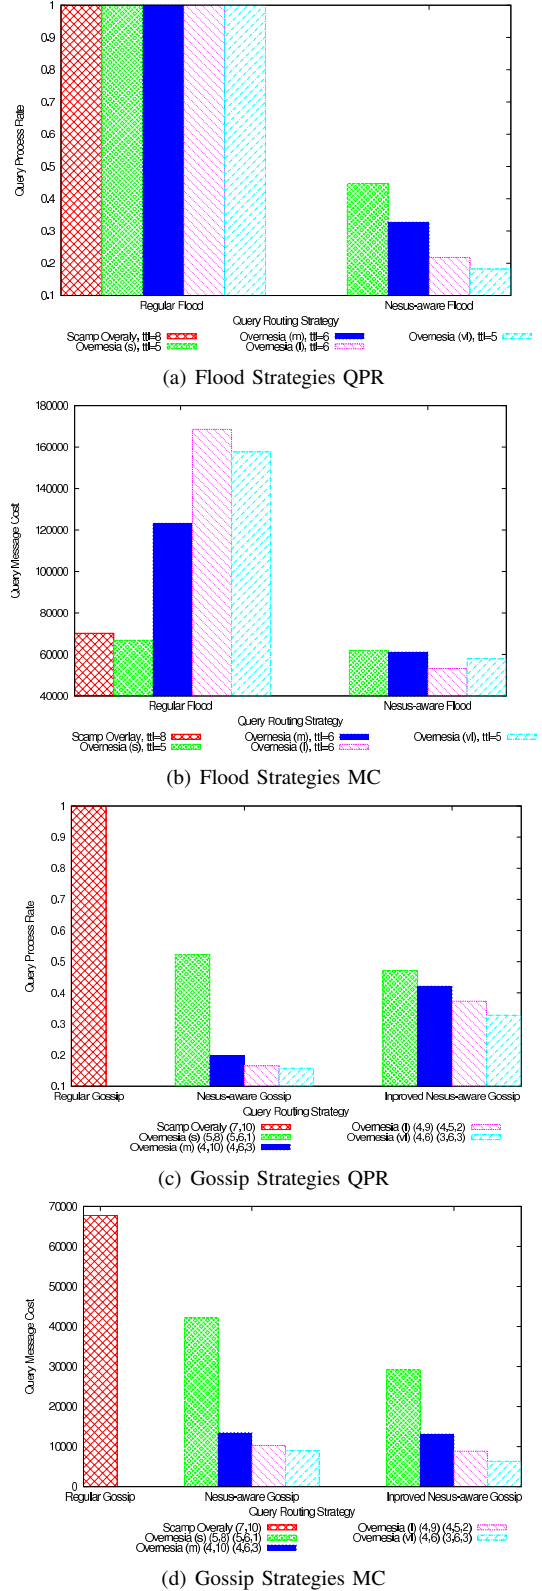 1
0.9
0.8
0.7
0.6
0.5
0.4
0.3
0.2
0.1
Query Process Rate
Regular Flood Nesus-aware Flood
Query Routing Strategy
Scamp Overaly, ttl=8 Overnesia (m), ttl=6 Overnesia (vl), ttl=5
Overnesia (s), ttl=5 Overnesia (l), ttl=6
(a) Flood Strategies QPR
180000
160000
140000
120000
100000
80000
60000
40000
Query Message Cost
Regular Flood Nesus-aware Flood
Query Routing Strategy
Scamp Overlay, ttl=8 Overnesia (m), ttl=6 Overnesia (vl), ttl=5
Overnesia (s), ttl=5 Overnesia (l), ttl=6
(b) Flood Strategies MC
1
0.9
0.8
0.7
0.6
0.5
0.4
0.3
0.2
0.1
Query Process Rate
Regular Gossip Nesus-aware Gossip Inproved Nesus-aware Gossip
Query Routing Strategy
Scamp Overaly (7,10) Overnesia (l) (4,9) (4,5,2)
Overnesia (s) (5,8) (5,6,1) Overnesia (vl) (4,6) (3,6,3)
Overnesia (m) (4,10) (4,6,3)
(c) Gossip Strategies QPR
70000
60000
50000
40000
30000
20000
10000
0
Query Message Cost
Regular Gossip Nesus-aware Gossip Inproved Nesus-aware Gossip
Query Routing Strategy
Scamp Overaly (7,10) Overnesia (l) (4,9) (4,5,2)
Overnesia (s) (5,8) (5,6,1) Overnesia (vl) (4,6) (3,6,3)
Overnesia (m) (4,10) (4,6,3)
(d) Gossip Strategies MC